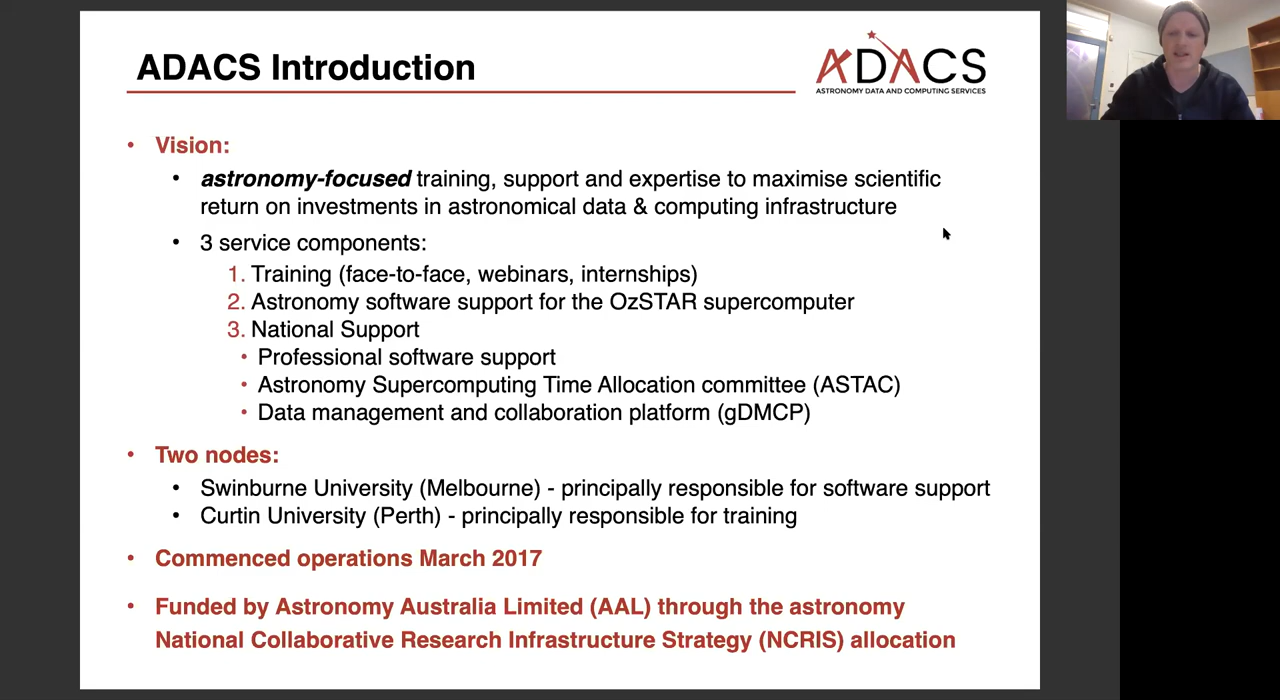 ADACS Introduction
ADACS
ASTRONOMY DATA AND COMPUTING SERVICES
• Vision:
• astronomy-focused training, support and expertise to maximise scientific
return on investments in astronomical data & computing infrastructure
• 3 service components:
1. Training (face-to-face, webinars, internships)
2. Astronomy software support for the OzSTAR supercomputer
3. National Support
• Professional software support
• Astronomy Supercomputing Time Allocation committee (ASTAC)
• Data management and collaboration platform (gDMCP)
• Two nodes:
• Swinburne University (Melbourne) - principally responsible for software support
• Curtin University (Perth) - principally responsible for training
• Commenced operations March 2017
• Funded by Astronomy Australia Limited (AAL) through the astronomy
National Collaborative Research Infrastructure Strategy (NCRIS) allocation